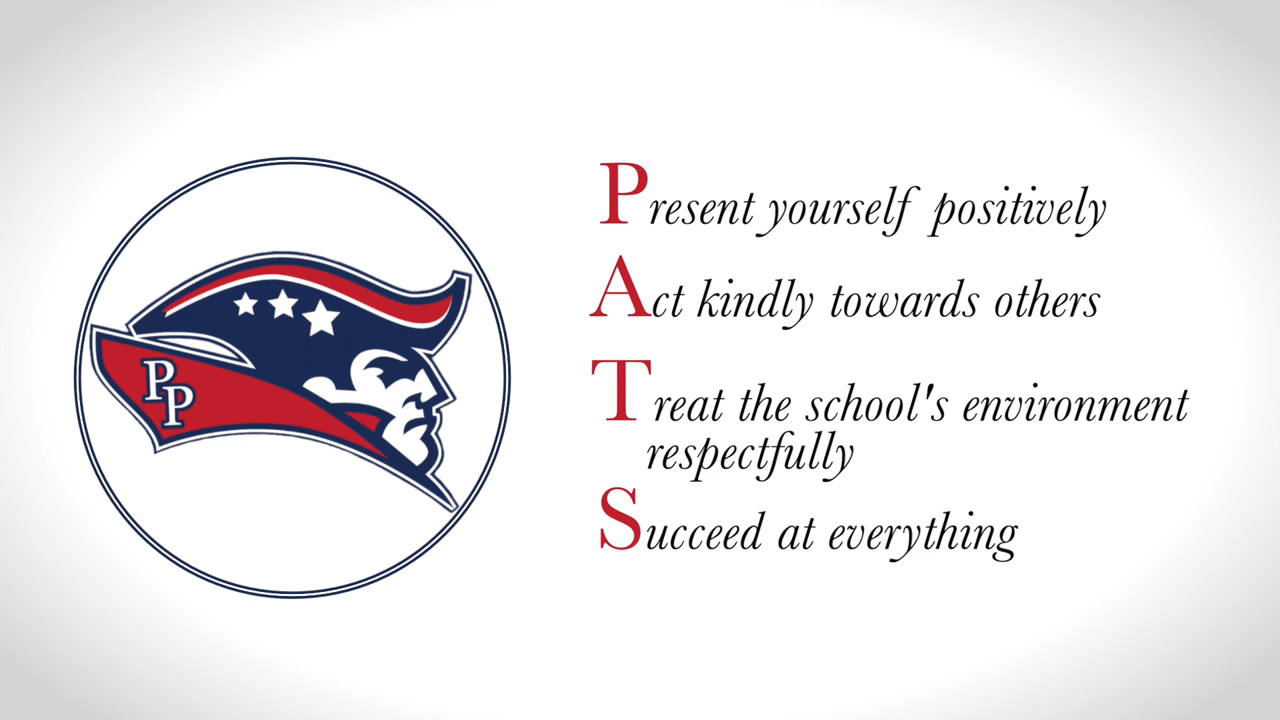 PP
Present yourself positively
Act kindly towards others
Treat the school's environment
respectfully
Succeed at everything